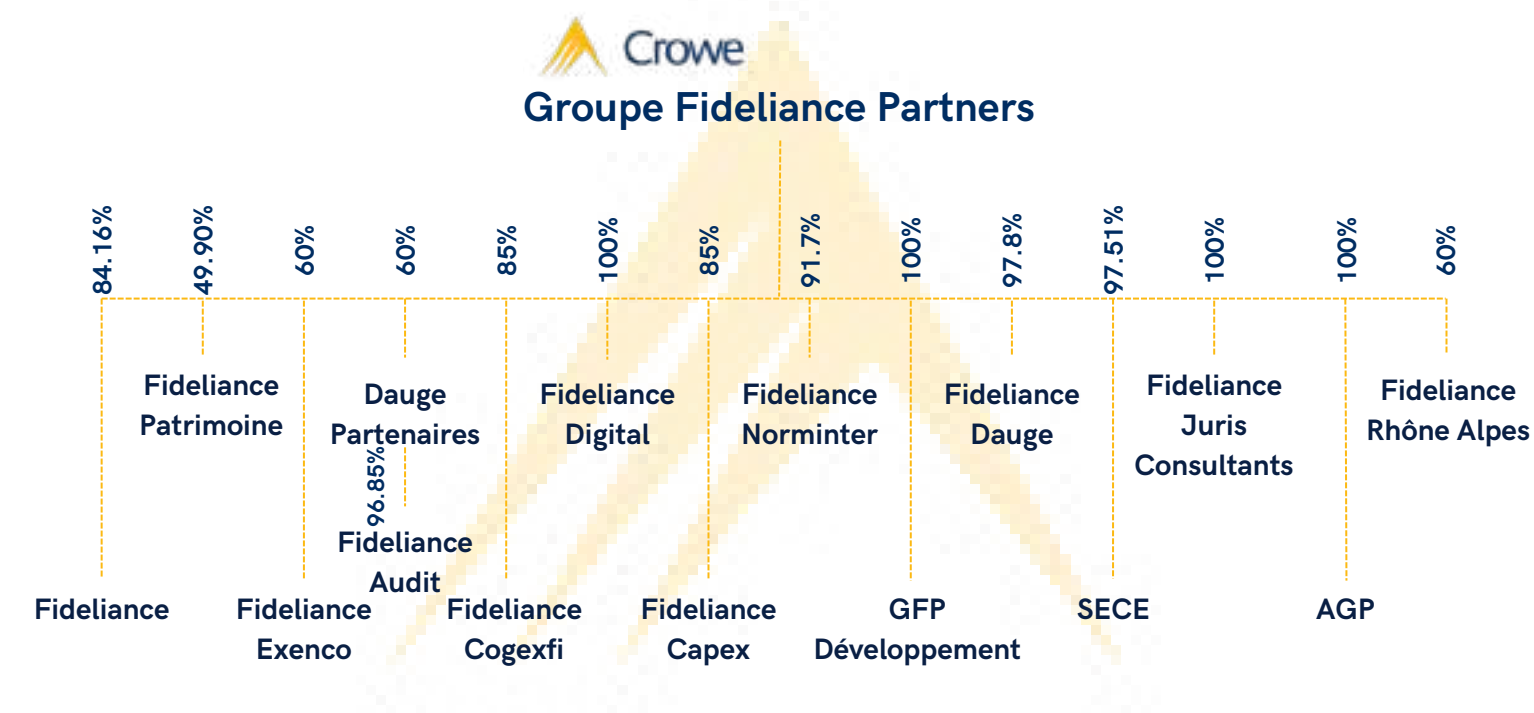 Crowe
Groupe Fideliance Partners
84.16%
49.90%
60%
60%
85%
100%
85%
91.7%
100%
97.8%
97.51%
100%
100%
60%
Fideliance
Patrimoine
Dauge
Partenaires
Fideliance
Digital
Fideliance
Norminter
Fideliance
Dauge
Fideliance
Juris
Consultants
Fideliance
Rhône Alpes
96.85%
Fideliance
Audit
Fideliance
Fideliance
Exenco
Fideliance
Cogexfi
Fideliance
Capex
GFP
Développement
SECE
AGP